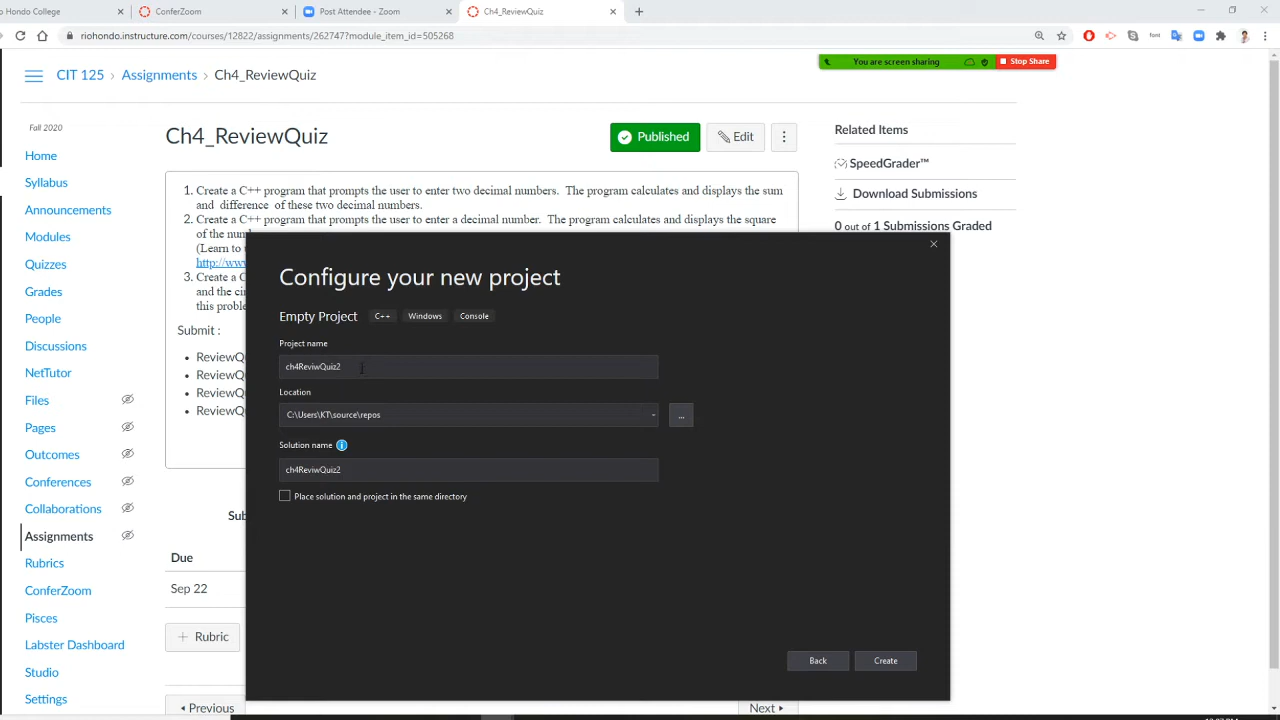 o Hondo College
ConferZoom
Post Attendee - Zoom
Ch4_ReviewQuiz
riohondo.instructure.com/courses/12822/assignments/262747?module_item_id=505268
You are screen sharing
Stop Share
CIT 125
Assignments
Ch4_ReviewQuiz
Fall 2020
Home
Syllabus
Announcements
Modules
Quizzes
Grades
People
Discussions
NetTutor
Files
Pages
Outcomes
Conferences
Collaborations
Assignments
Rubrics
ConferZoom
Pisces
Labster Dashboard
Studio
Settings
Ch4_ReviewQuiz
Published
Edit
1. Create a C++ program that prompts the user to enter two decimal numbers. The program calculates and displays the sum
and difference of these two decimal numbers.
2. Create a C++ program that prompts the user to enter a decimal number. The program calculates and displays the square
of the num
(Learn to
http://ww
3. Create a C
and the cir
this proble
Submit :
ReviewQ
ReviewQ
ReviewQ
ReviewQ
Sub
Due
Sep 22
+ Rubric
Previous
Next
Related Items
SpeedGrader™
Download Submissions
0 out of 1 Submissions Graded
Configure your new project
Empty Project
C++
Windows
Console
Project name
ch4ReviwQuiz2
Location
C:\Users\KT\source\repos
...
Solution name
ch4ReviwQuiz2
Place solution and project in the same directory
Back
Create